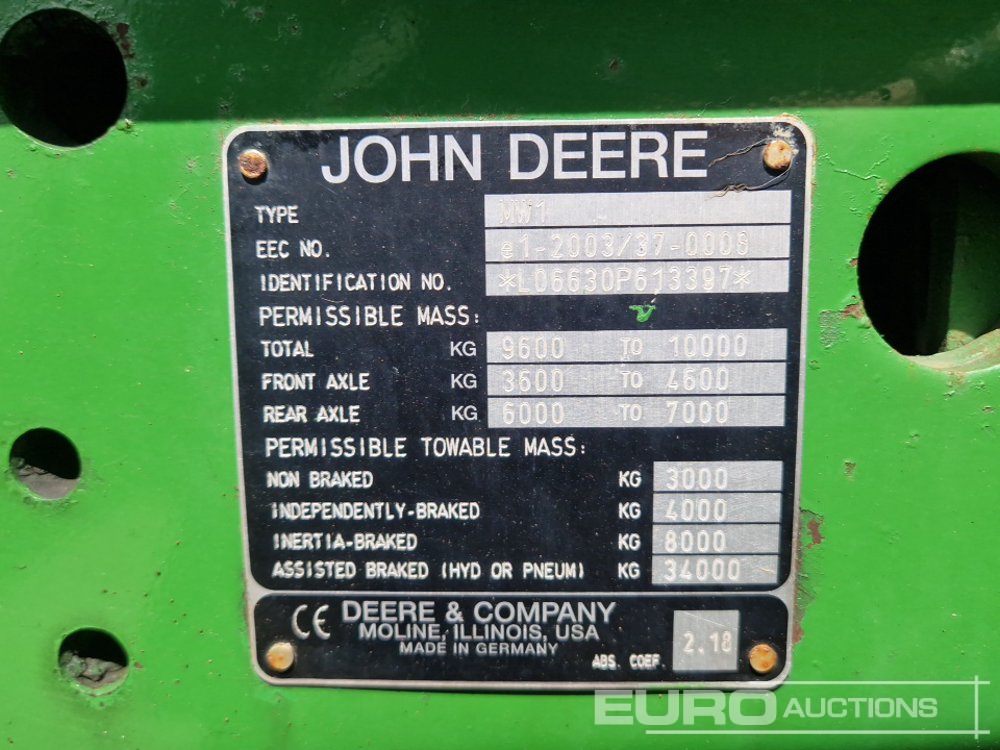 JOHN DEERE
TYPE MW1 -
EEC NO. e1-2003/37-0008
IDENTIFICATION NO. *L06630P613397*
PERMISSIBLE MASS:
TOTAL KG 9600 TO 10000
FRONT AXLE KG 3600 TO 4600
REAR AXLE KG 6000 TO 7000
PERMISSIBLE TOWABLE MASS:
NON BRAKED KG 3000
INDEPENDENTLY-BRAKED KG 4000
INERTIA-BRAKED KG 8000
ASSISTED BRAKED (HYD OR PNEUM) KG 34000
CE DEERE & COMPANY
MOLINE, ILLINOIS, USA
MADE IN GERMANY
ABS. COEF. 2.18
EURO AUCTIONS